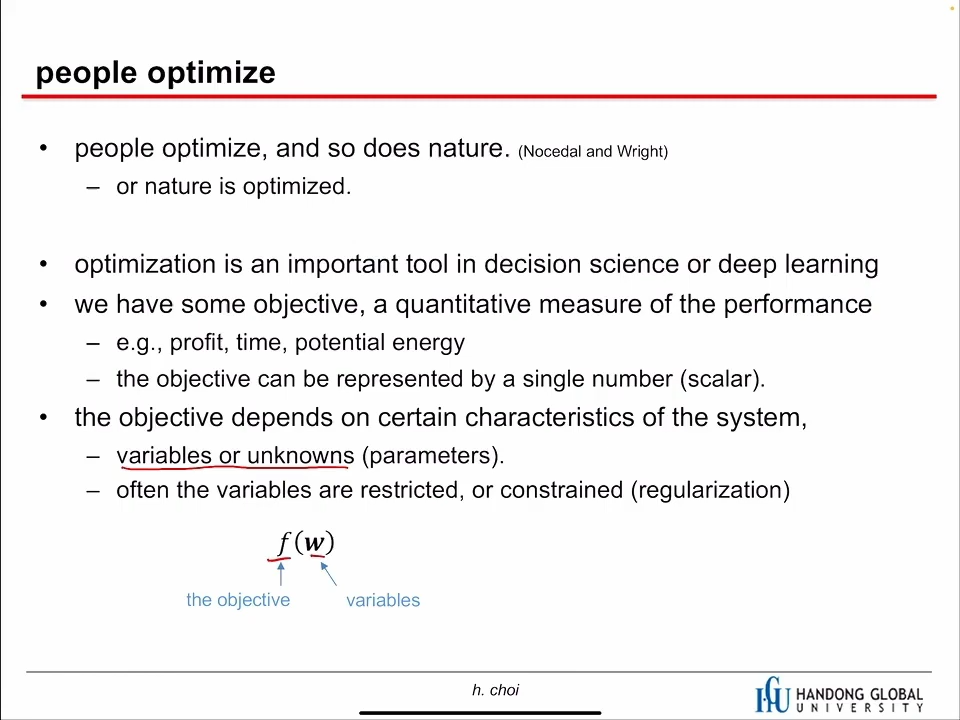 people optimize
• people optimize, and so does nature. (Nocedal and Wright)
– or nature is optimized.
• optimization is an important tool in decision science or deep learning
• we have some objective, a quantitative measure of the performance
– e.g., profit, time, potential energy
– the objective can be represented by a single number (scalar).
• the objective depends on certain characteristics of the system,
– variables or unknowns (parameters).
– often the variables are restricted, or constrained (regularization)
f(w)
the objective variables
h. choi
HGU HANDONG GLOBAL
UNIVERSITY